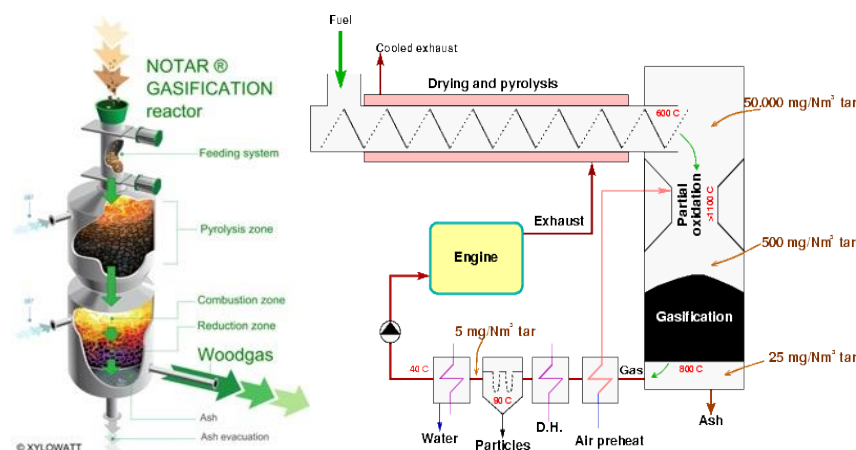 NOTAR ®
GASIFICATION
reactor
Feeding system
Pyrolysis zone
Combustion zone
Reduction zone
Woodgas
Ash
Ash evacuation
© XYLOWATT
Fuel
Cooled exhaust
Drying and pyrolysis
600 C
50.000 mg/Nm³ tar
Partial
oxidation
>1100 C
Exhaust
Engine
500 mg/Nm³ tar
Gasification
5 mg/Nm³ tar
40 C
90 C
Gas
800 C
25 mg/Nm³ tar
Water
Particles
D.H.
Air preheat
Ash